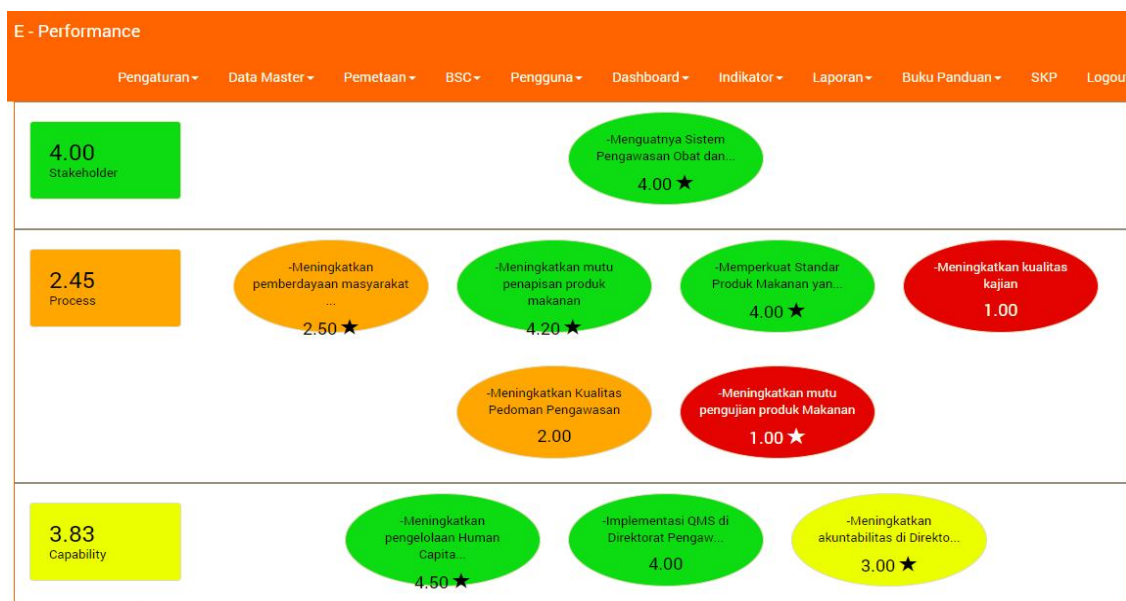 E - Performance
Pengaturan Data Master Pemetaan BSC Pengguna Dashboard Indikator Laporan Buku Panduan SKP Logou
4.00
Stakeholder
-Menguatnya Sistem
Pengawasan Obat dan...
4.00 ★
2.45
Process
-Meningkatkan
pemberdayaan masyarakat
...
2.50 ★
-Meningkatkan mutu
penapisan produk
makanan
4.20 ★
-Memperkuat Standar
Produk Makanan yan...
4.00 ★
-Meningkatkan kualitas
kajian
1.00
-Meningkatkan Kualitas
Pedoman Pengawasan
2.00
-Meningkatkan mutu
pengujian produk Makanan
1.00 ★
3.83
Capability
-Meningkatkan
pengelolaan Human
Capita...
4.50 ★
-Implementasi QMS di
Direktorat Pengaw...
4.00
-Meningkatkan
akuntabilitas di Direkto...
3.00 ★